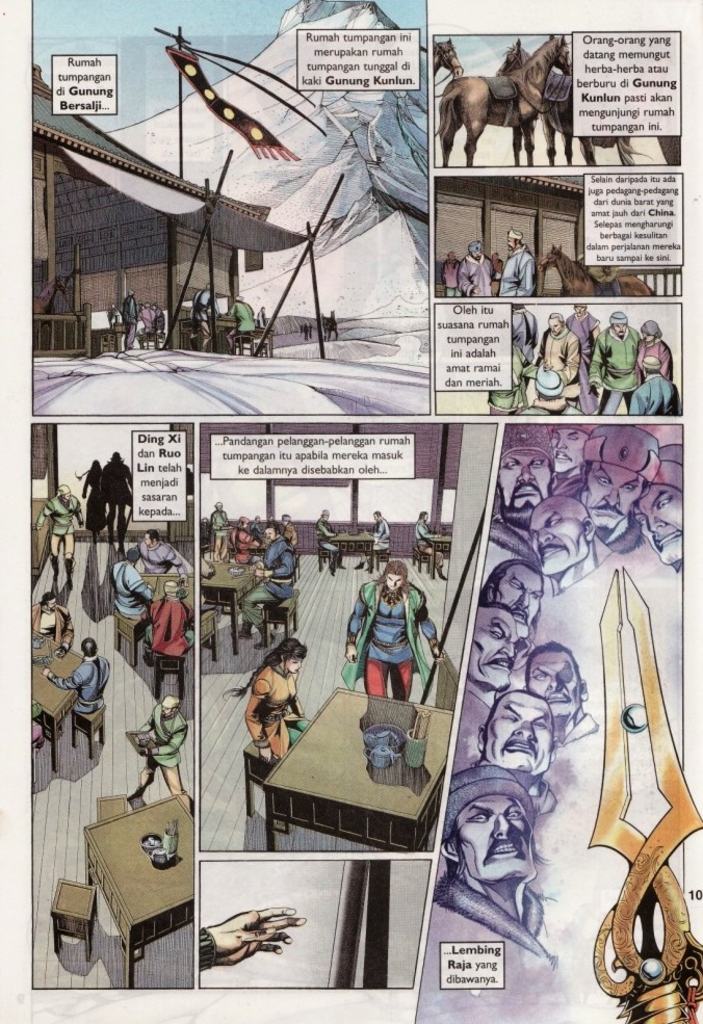 Rumah
tumpangan
di Gunung
Bersalji...
Rumah tumpangan ini
merupakan rumah
tumpangan tunggal di
kaki Gunung Kunlun.
Orang-orang yang
datang memungut
herba-herba atau
berburu di Gunung
Kunlun pasti akan
mengunjungi rumah
tumpangan ini.
Selain daripada itu ada
juga pedagang-pedagang
dari dunia barat yang
amat jauh dari China.
Selepas mengharungi
berbagai kesulitan
dalam perjalanan mereka
baru sampai ke sini.
Oleh itu
suasana rumah
tumpangan
ini adalah
amat ramai
dan meriah.
Ding Xi
dan Ruo
Lin telah
menjadi
sasaran
kepada...
...Pandangan pelanggan-pelanggan rumah
tumpangan itu apabila mereka masuk
ke dalamnya disebabkan oleh...
...Lembing
Raja yang
dibawanya.
10